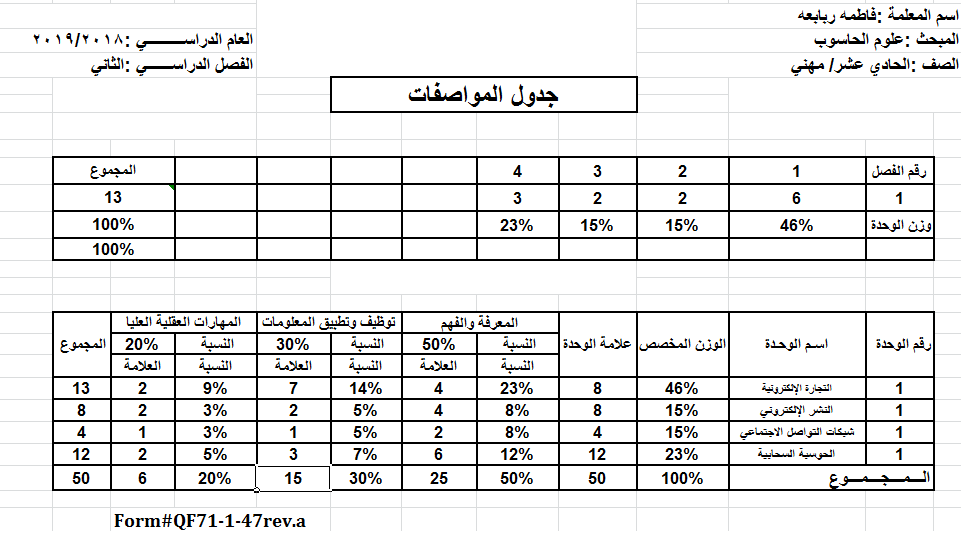 اسم المعلمة :فاطمه ربابعه
المبحث :علوم الحاسوب العام الدراســـــــي :٢٠١٩/٢٠١٨
الصف :الحادي عشر/ مهني الفصل الدراســـــي :الثاني
جدول المواصفات
رقم الفصل 1 2 3 4 المجموع
1 6 2 2 3 13
وزن الوحدة 46% 15% 15% 23% 100%
100%
رقم الوحدة اسم الوحدة الوزن المخصص علامة الوحدة المعرفة والفهم توظيف وتطبيق المعلومات المهارات العقلية العليا المجموع
النسبة 50% النسبة 30% النسبة 20%
النسبة العلامة النسبة العلامة النسبة العلامة
1 التجارة الإلكترونية 46% 8 23% 4 14% 7 9% 2 13
1 النشر الإلكتروني 15% 8 8% 4 5% 2 3% 2 8
1 شبكات التواصل الاجتماعي 15% 4 8% 2 5% 1 3% 1 4
1 الحوسبة السحابية 23% 12 12% 6 7% 3 5% 2 12
الـــمـــجـــمـــوع 100% 50 50% 25 30% 15 20% 6 50
Form#QF71-1-47rev.a